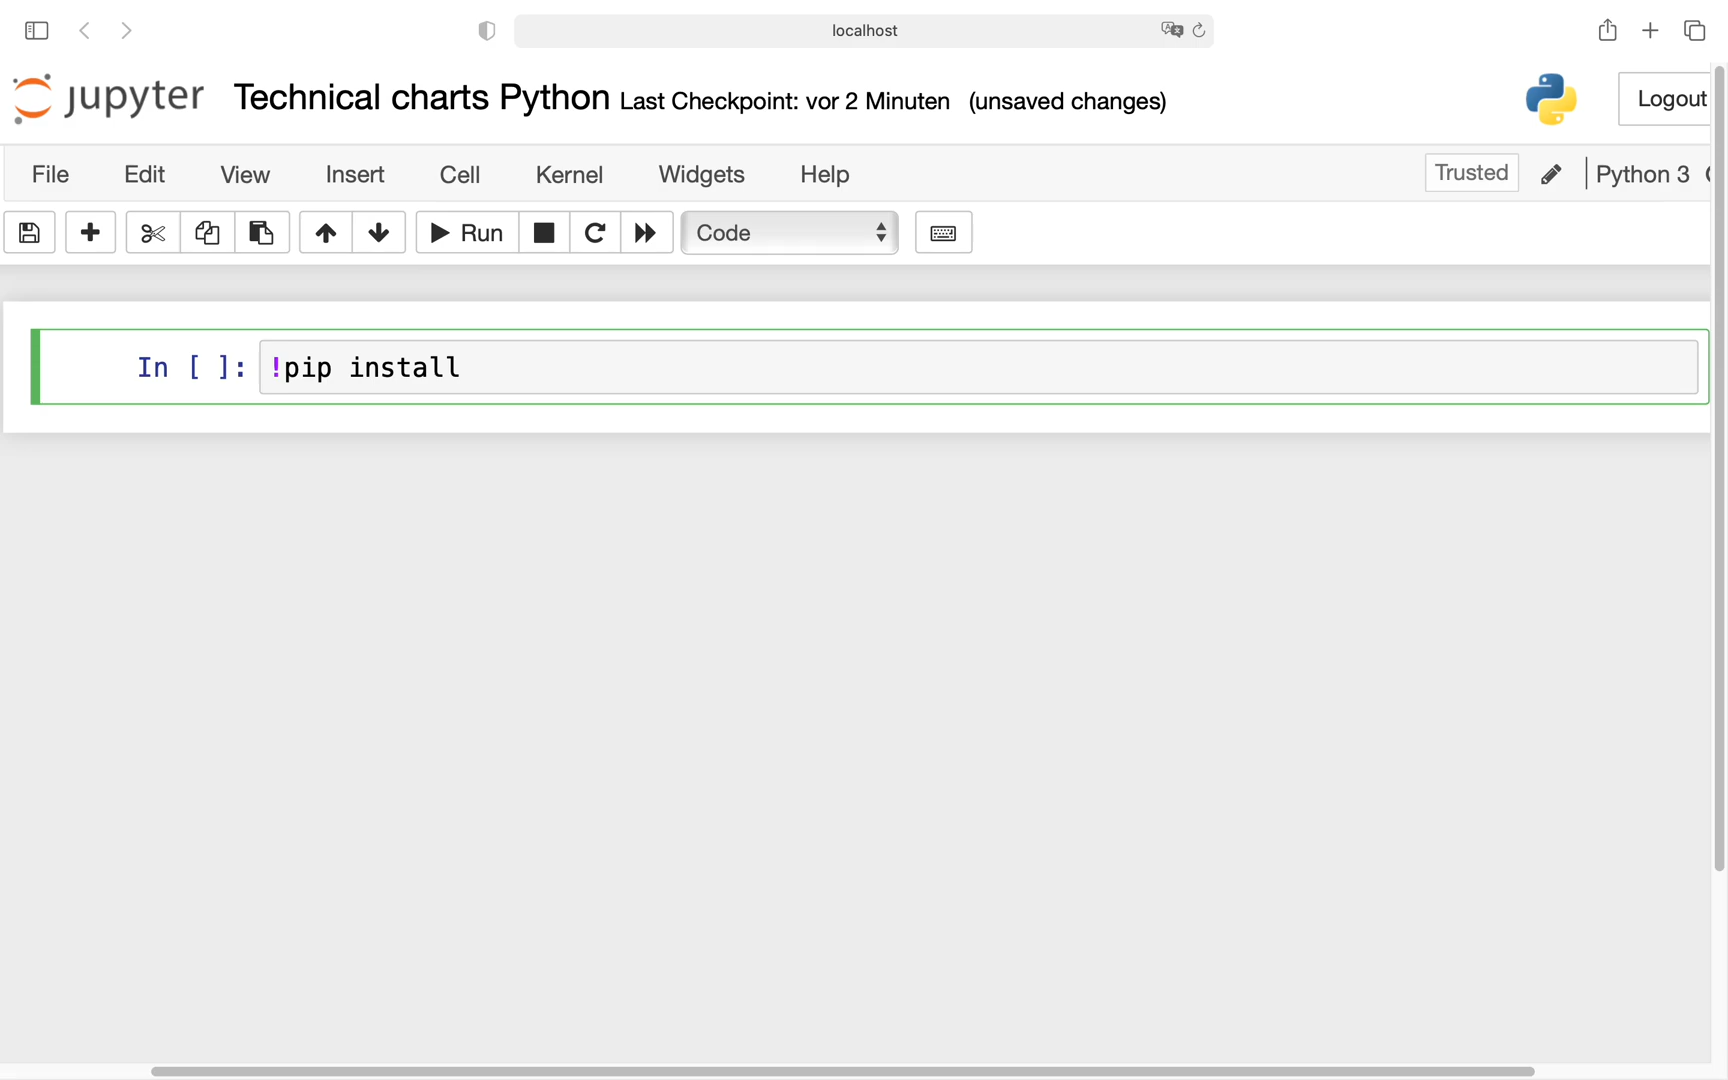 localhost
jupyter Technical charts Python Last Checkpoint: vor 2 Minuten (unsaved changes)
Logout
File Edit View Insert Cell Kernel Widgets Help Trusted Python 3
Run Code
In [ ]: !pip install